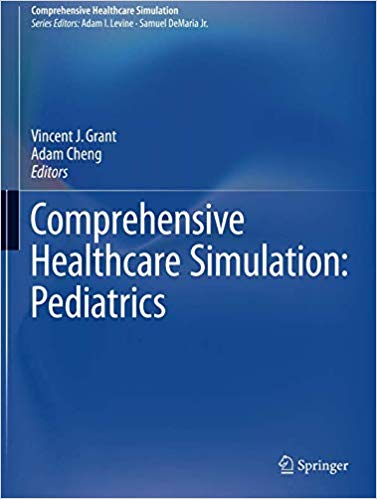 Comprehensive Healthcare Simulation
Series Editors: Adam I. Levine · Samuel DeMaria Jr.
Vincent J. Grant
Adam Cheng
Editors
Comprehensive
Healthcare Simulation:
Pediatrics
Springer